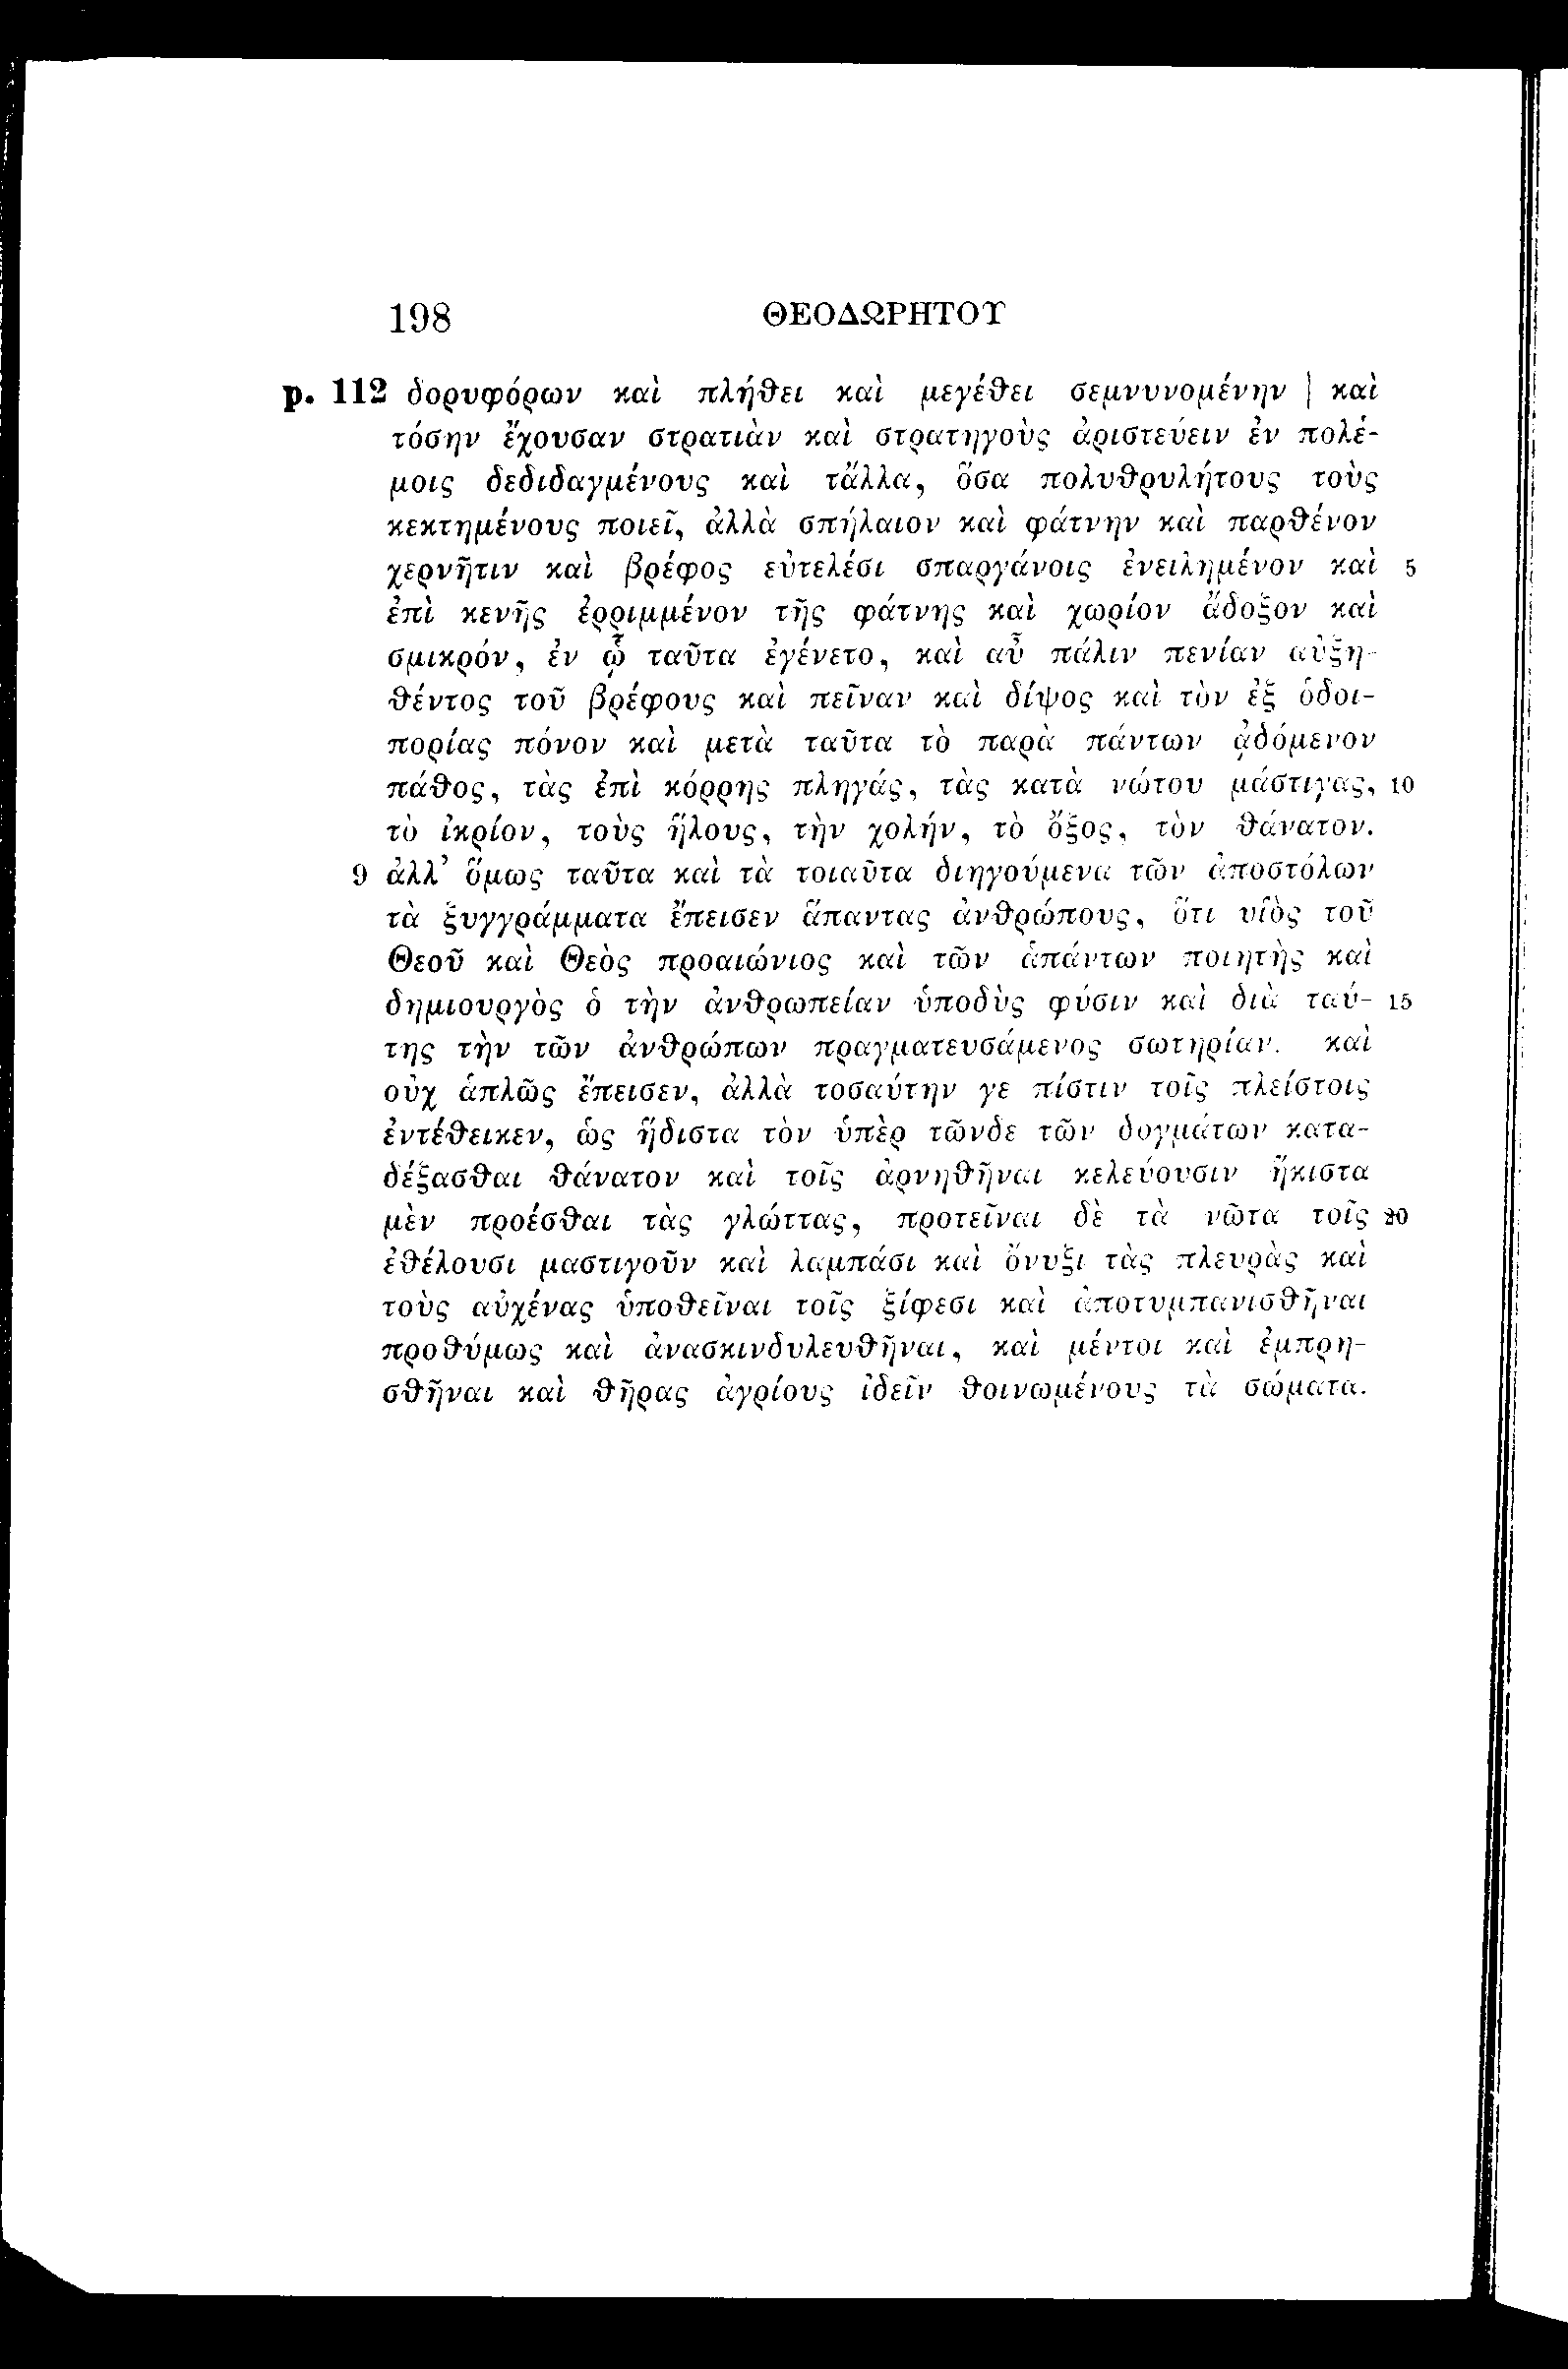 198 ΘΕΟΔΩΡΗΤΟΥ
p. 112 δορυφόρων καὶ πλήθει καὶ μεγέθει σεμνυνομένην | καὶ
τόσην ἔχουσαν στρατιὰν καὶ στρατηγοὺς ἀριστεύειν ἐν πολέ-
μοις δεδιδαγμένους καὶ τἄλλα, ὅσα πολυθρυλήτους τοὺς
κεκτημένους ποιεῖ, ἀλλὰ σπήλαιον καὶ φάτνην καὶ παρθένον
χερνῆτιν καὶ βρέφος εὐτελέσι σπαργάνοις ἐνειλημένον καὶ 5
ἐπὶ κενῆς ἐρριμμένον τῆς φάτνης καὶ χωρίον ἄδοξον καὶ
σμικρόν, ἐν ᾧ ταῦτα ἐγένετο, καὶ αὖ πάλιν πενίαν αὐξη-
θέντος τοῦ βρέφους καὶ πεῖναν καὶ δίψος καὶ τὸν ἐξ ὁδοι-
πορίας πόνον καὶ μετὰ ταῦτα τὸ παρὰ πάντων ᾀδόμενον
πάθος, τὰς ἐπὶ κόρρης πληγάς, τὰς κατὰ νώτου μάστιγας, 10
τὸ ἰκρίον, τοὺς ἥλους, τὴν χολήν, τὸ ὄξος, τὸν θάνατον.
9 ἀλλ’ ὅμως ταῦτα καὶ τὰ τοιαῦτα διηγούμενα τῶν ἀποστόλων
τὰ ξυγγράμματα ἔπεισεν ἅπαντας ἀνθρώπους, ὅτι υἱὸς τοῦ
Θεοῦ καὶ Θεὸς προαιώνιος καὶ τῶν ἁπάντων ποιητὴς καὶ
δημιουργὸς ὁ τὴν ἀνθρωπείαν ὑποδὺς φύσιν καὶ διὰ ταύ- 15
της τὴν τῶν ἀνθρώπων πραγματευσάμενος σωτηρίαν. καὶ
οὐχ ἁπλῶς ἔπεισεν, ἀλλὰ τοσαύτην γε πίστιν τοῖς πλείστοις
ἐντέθεικεν, ὡς ἥδιστα τὸν ὑπὲρ τῶνδε τῶν δογμάτων κατα-
δέξασθαι θάνατον καὶ τοῖς ἀρνηθῆναι κελεύουσιν ἥκιστα
μὲν προέσθαι τὰς γλώττας, προτεῖναι δὲ τὰ νῶτα τοῖς 20
ἐθέλουσι μαστιγοῦν καὶ λαμπάσι καὶ ὄνυξι τὰς πλευρὰς καὶ
τοὺς αὐχένας ὑποθεῖναι τοῖς ξίφεσι καὶ ἀποτυμπανισθῆναι
προθύμως καὶ ἀνασκινδυλευθῆναι, καὶ μέντοι καὶ ἐμπρη-
σθῆναι καὶ θῆρας ἀγρίους ἰδεῖν θοινωμένους τὰ σώματα.